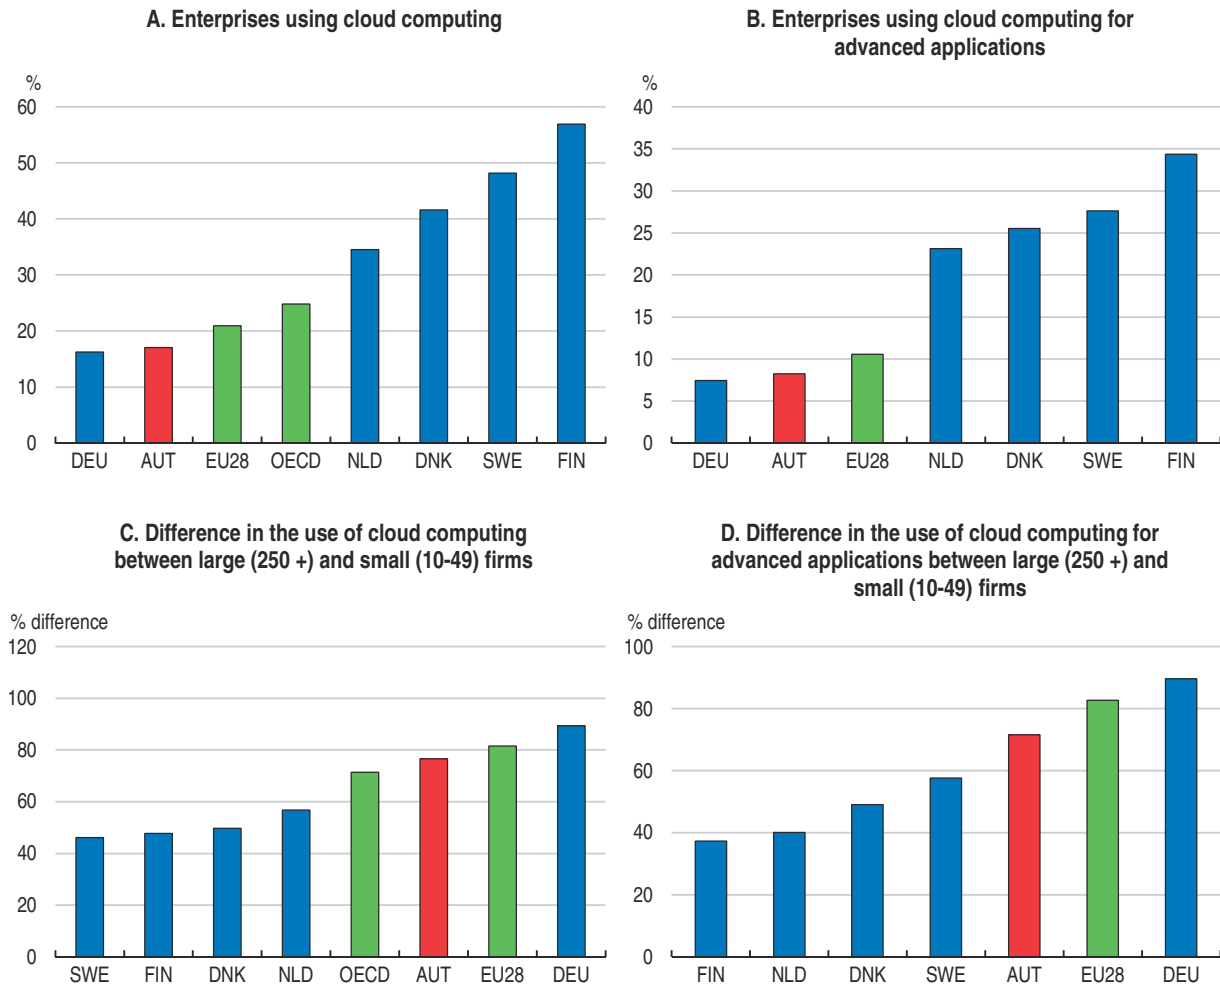 A. Enterprises using cloud computing
%
60
50
40
30
20
10
0
DEU AUT EU28 OECD NLD DNK SWE FIN
B. Enterprises using cloud computing for
advanced applications
%
40
35
30
25
20
15
10
5
0
DEU AUT EU28 NLD DNK SWE FIN
C. Difference in the use of cloud computing
between large (250 +) and small (10-49) firms
% difference
120
100
80
60
40
20
0
SWE FIN DNK NLD OECD AUT EU28 DEU
D. Difference in the use of cloud computing for
advanced applications between large (250 +) and
small (10-49) firms
% difference
100
80
60
40
20
0
FIN NLD DNK SWE AUT EU28 DEU